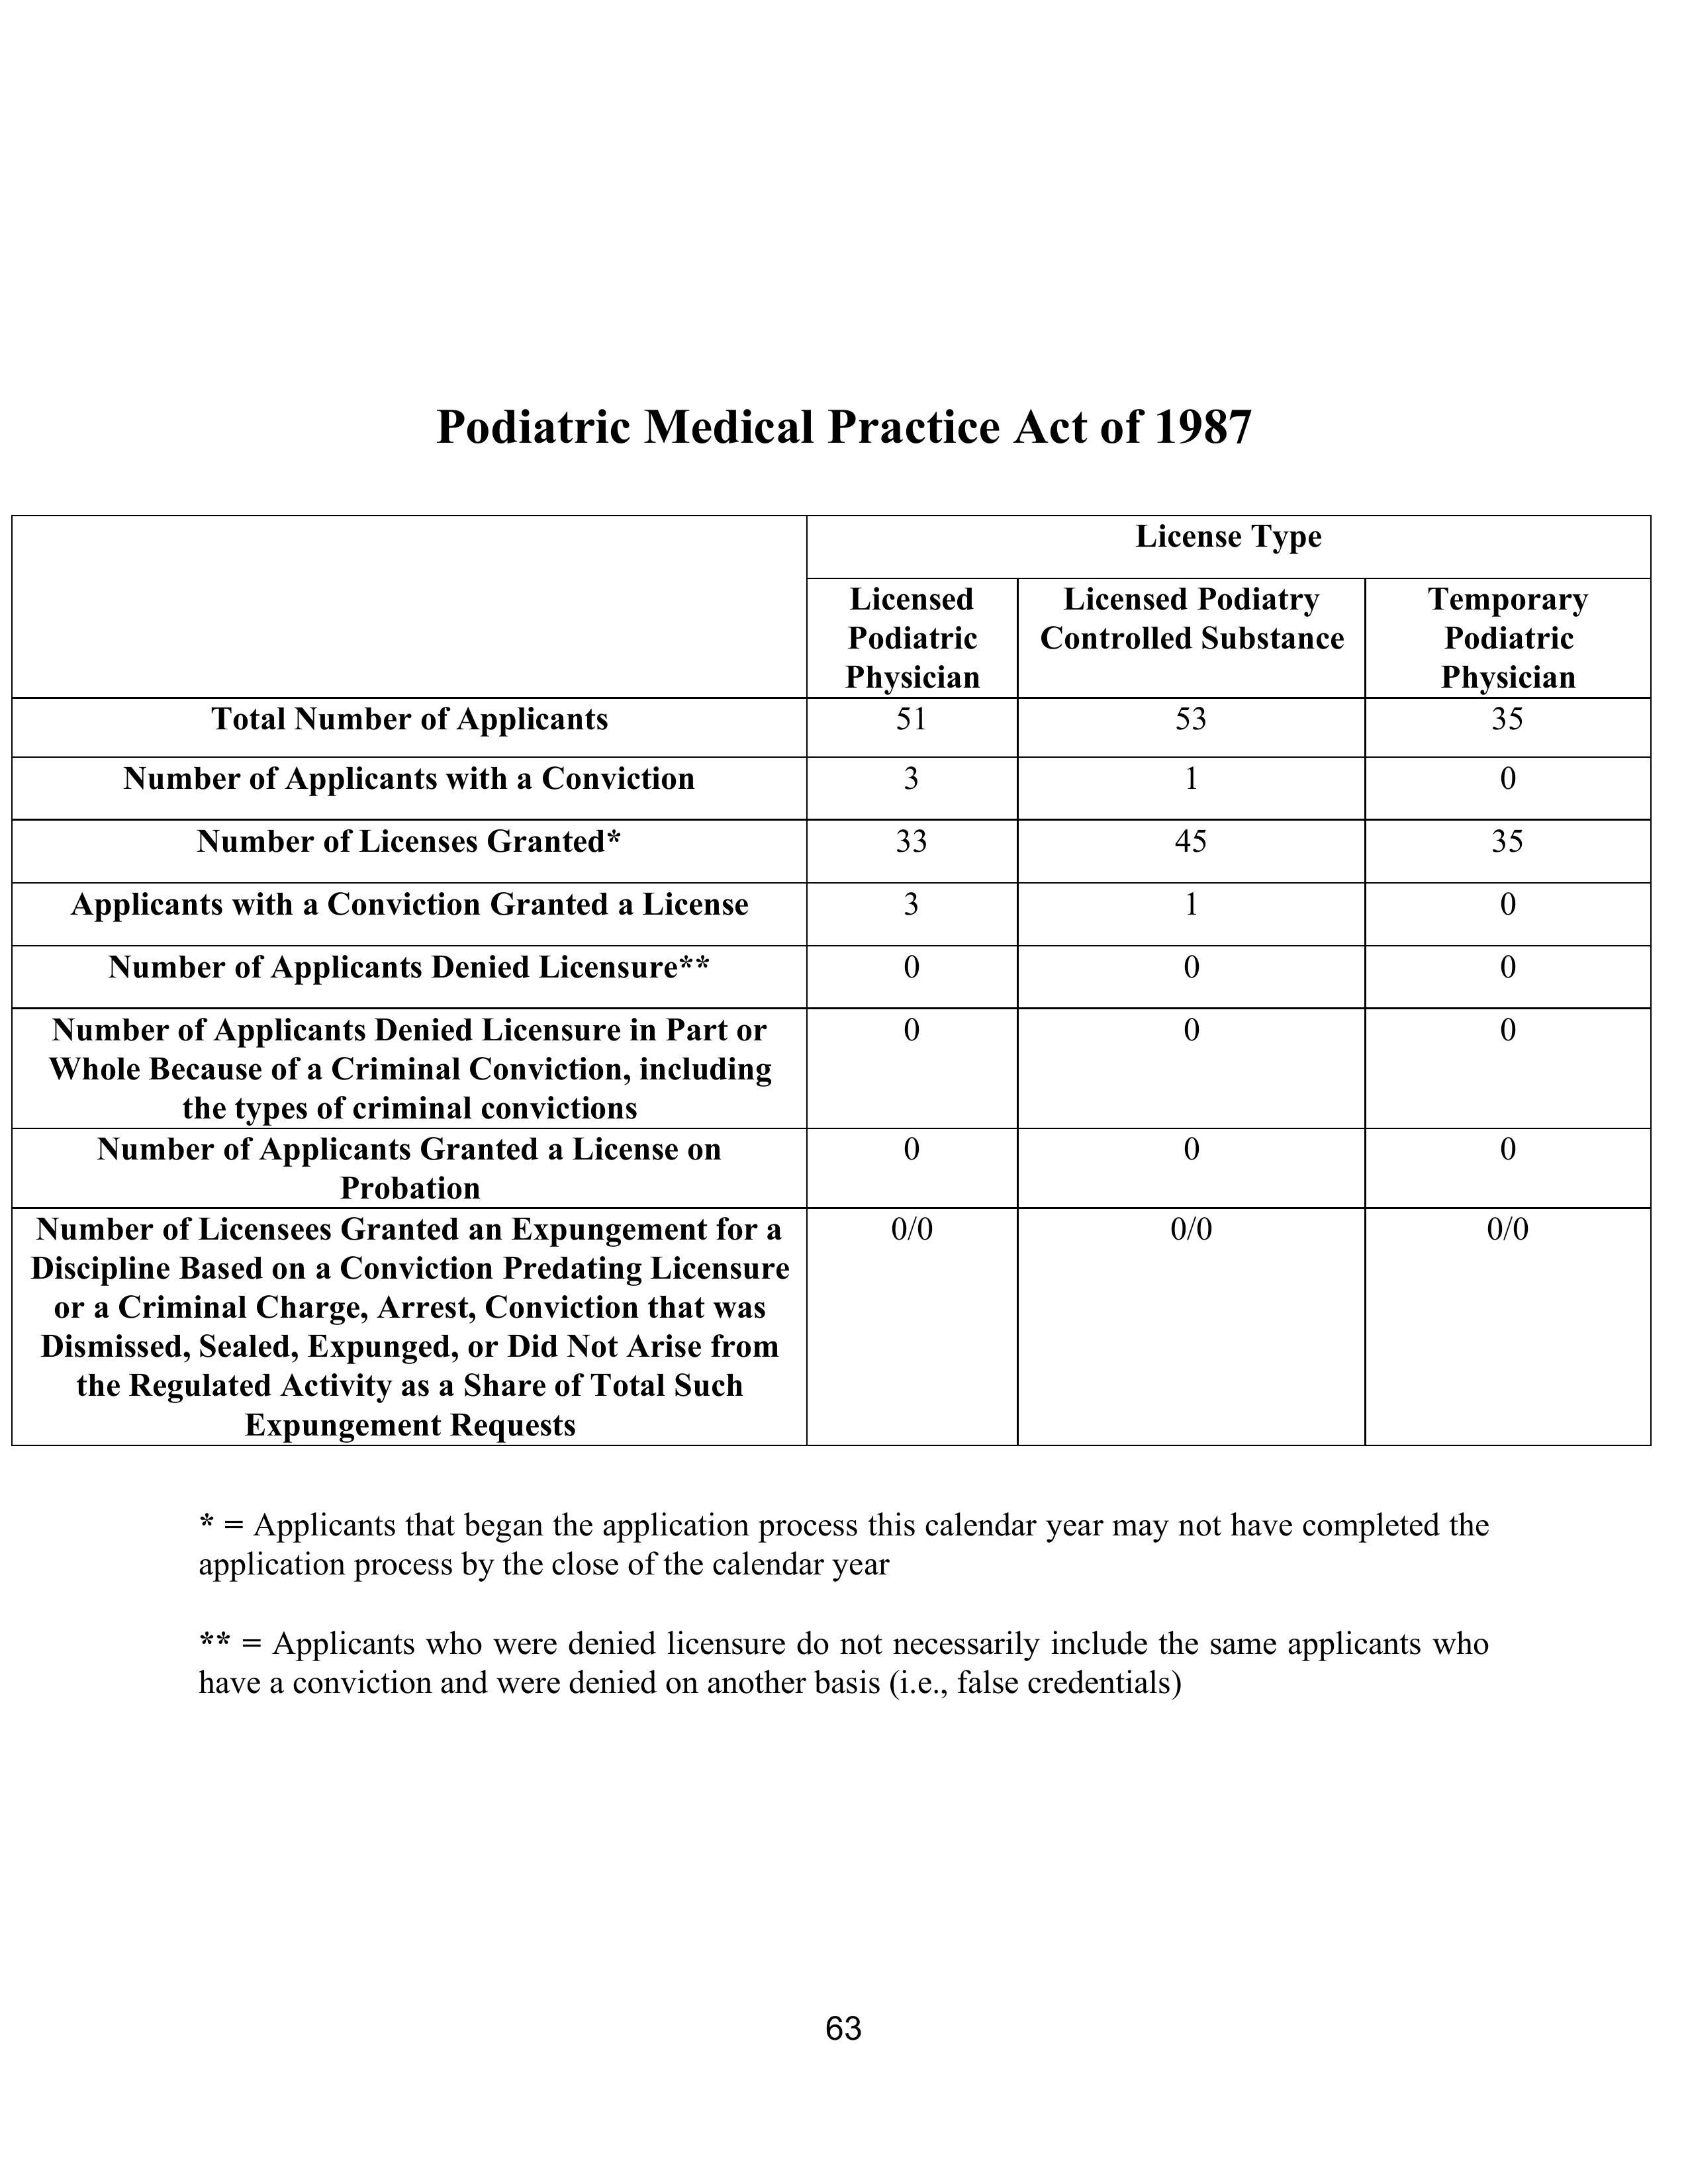 Podiatric Medical Practice Act of 1987
License Type
Licensed
Podiatric
Physician
Licensed Podiatry
Controlled Substance
Temporary
Podiatric
Physician
Total Number of Applicants 51 53 35
Number of Applicants with a Conviction 3 1 0
Number of Licenses Granted* 33 45 35
Applicants with a Conviction Granted a License 3 1 0
Number of Applicants Denied Licensure** 0 0 0
Number of Applicants Denied Licensure in Part or 0 0 0
Whole Because of a Criminal Conviction, including
the types of criminal convictions
Number of Applicants Granted a License on 0 0 0
Probation
Number of Licensees Granted an Expungement for a 0/0 0/0 0/0
Discipline Based on a Conviction Predating Licensure
or a Criminal Charge, Arrest, Conviction that was
Dismissed, Sealed, Expunged, or Did Not Arise from
the Regulated Activity as a Share of Total Such
Expungement Requests
* = Applicants that began the application process this calendar year may not have completed the
application process by the close of the calendar year
** = Applicants who were denied licensure do not necessarily include the same applicants who
have a conviction and were denied on another basis (i.e., false credentials)
63